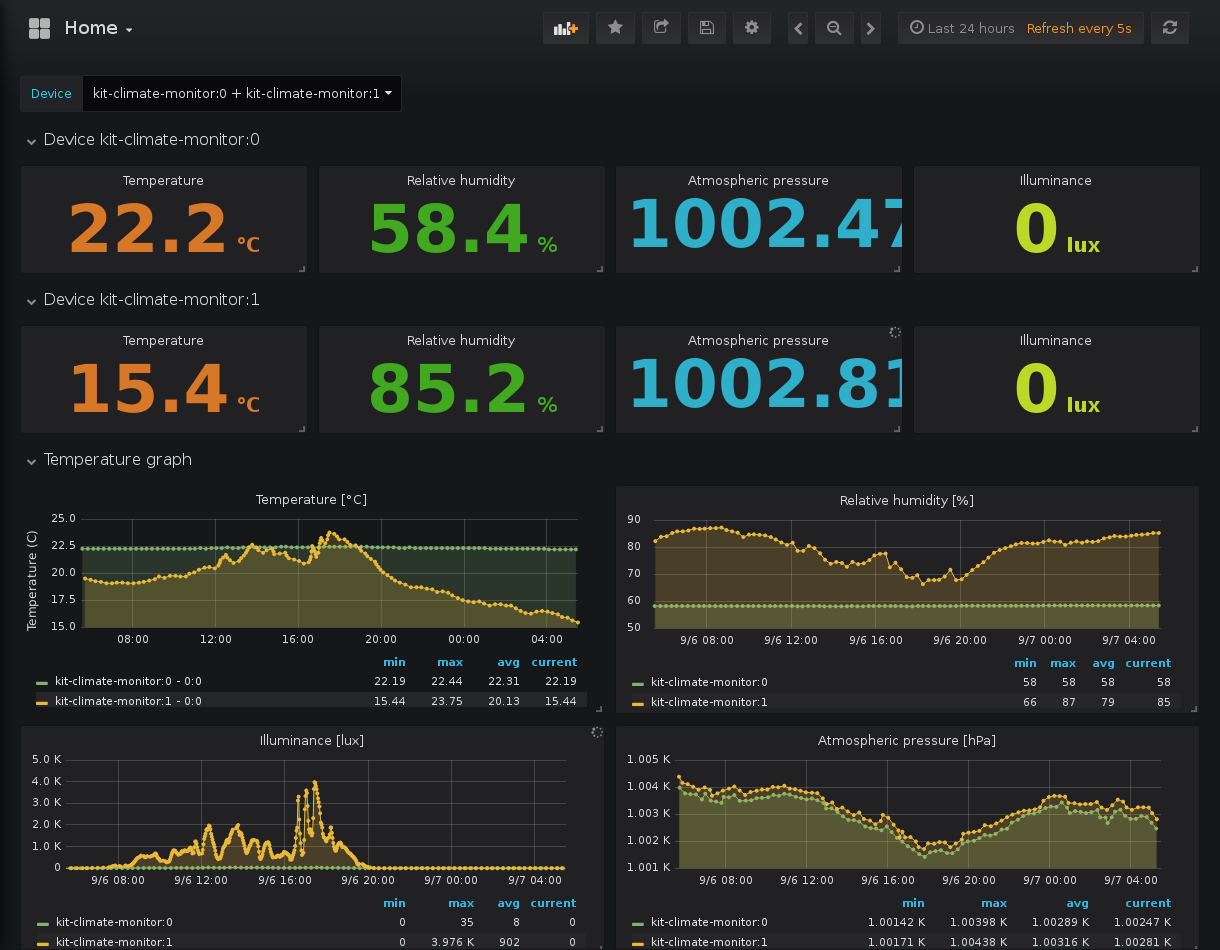 Home
Last 24 hours Refresh every 5s
Device kit-climate-monitor:0 + kit-climate-monitor:1
Device kit-climate-monitor:0
Temperature Relative humidity Atmospheric pressure Illuminance
22.2 °C 58.4 % 1002.47 0 lux
Device kit-climate-monitor:1
Temperature Relative humidity Atmospheric pressure Illuminance
15.4 °C 85.2 % 1002.81 0 lux
Temperature graph
Temperature [°C]
Temperature (C)
25.0
22.5
20.0
17.5
15.0
08:00 12:00 16:00 20:00 00:00 04:00
min max avg current
kit-climate-monitor:0 - 0:0 22.19 22.44 22.31 22.19
kit-climate-monitor:1 - 0:0 15.44 23.75 20.13 15.44
Relative humidity [%]
90
80
70
60
50
9/6 08:00 9/6 12:00 9/6 16:00 9/6 20:00 9/7 00:00 9/7 04:00
min max avg current
kit-climate-monitor:0 58 58 58 58
kit-climate-monitor:1 66 87 79 85
Illuminance [lux]
5.0 K
4.0 K
3.0 K
2.0 K
1.0 K
0
9/6 08:00 9/6 12:00 9/6 16:00 9/6 20:00 9/7 00:00 9/7 04:00
min max avg current
kit-climate-monitor:0 0 35 8 0
kit-climate-monitor:1 0 3.976 K 902 0
Atmospheric pressure [hPa]
1.005 K
1.004 K
1.003 K
1.002 K
1.001 K
9/6 08:00 9/6 12:00 9/6 16:00 9/6 20:00 9/7 00:00 9/7 04:00
min max avg current
kit-climate-monitor:0 1.00142 K 1.00398 K 1.00289 K 1.00247 K
kit-climate-monitor:1 1.00171 K 1.00438 K 1.00316 K 1.00281 K